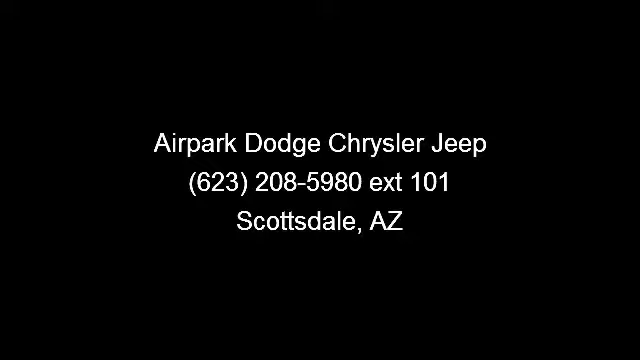 Airpark Dodge Chrysler Jeep
(623) 208-5980 ext 101
Scottsdale, AZ